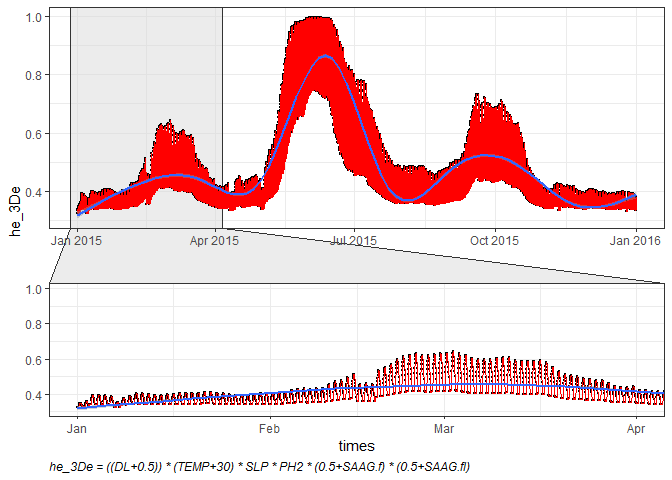 1.0
0.8
0.6
0.4
he_3De
Jan 2015
Apr 2015
Jul 2015
Oct 2015
Jan 2016
1.0
0.8
0.6
0.4
Jan
Feb
Mar
Apr
times
he_3De = ((DL+0.5)) * (TEMP+30) * SLP * PH2 * (0.5+SAAG.f) * (0.5+SAAG.fl)